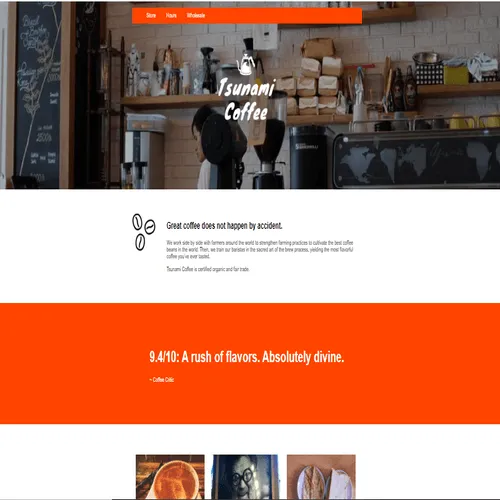 Store Hours Wholesale
Tsunami
Coffee
Great coffee does not happen by accident.
We work side by side with farmers around the world to strengthen farming practices to cultivate the best coffee
beans in the world. Then, we train our baristas in the secret art of the brew process, yielding the most flavorful
coffee you've ever tasted.
Tsunami Coffee is certified organic and fair trade.
9.4/10: A rush of flavors. Absolutely divine.
~ Coffee Critic